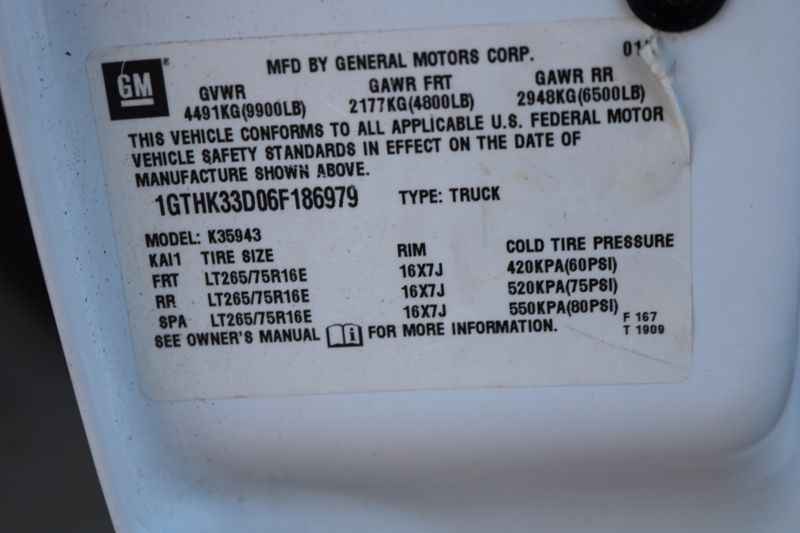 GM
MFD BY GENERAL MOTORS CORP.
GVWR GAWR FRT GAWR RR
4491KG(9900LB) 2177KG(4800LB) 2948KG(6500LB)
THIS VEHICLE CONFORMS TO ALL APPLICABLE U.S. FEDERAL MOTOR
VEHICLE SAFETY STANDARDS IN EFFECT ON THE DATE OF
MANUFACTURE SHOWN ABOVE.
1GTHK33D06F186979 TYPE: TRUCK
MODEL: K35943
KAI1 TIRE SIZE RIM COLD TIRE PRESSURE
FRT LT265/75R16E 16X7J 420KPA(60PSI)
RR LT265/75R16E 16X7J 520KPA(75PSI)
SPA LT265/75R16E 16X7J 550KPA(80PSI)
SEE OWNER'S MANUAL FOR MORE INFORMATION.
F 167
T 1909